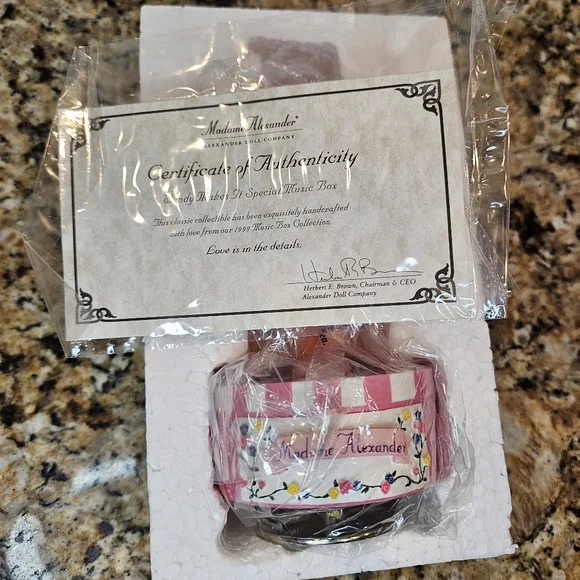 Madame Alexander®
ALEXANDER DOLL COMPANY
Certificate of Authenticity
Wendy Makes It Special Music Box
This classic collectible has been exquisitely handcrafted
with love from our 1999 Music Box Collection.
Love is in the details.
Herbert E. Brown, Chairman & CEO
Alexander Doll Company
Madame Alexander